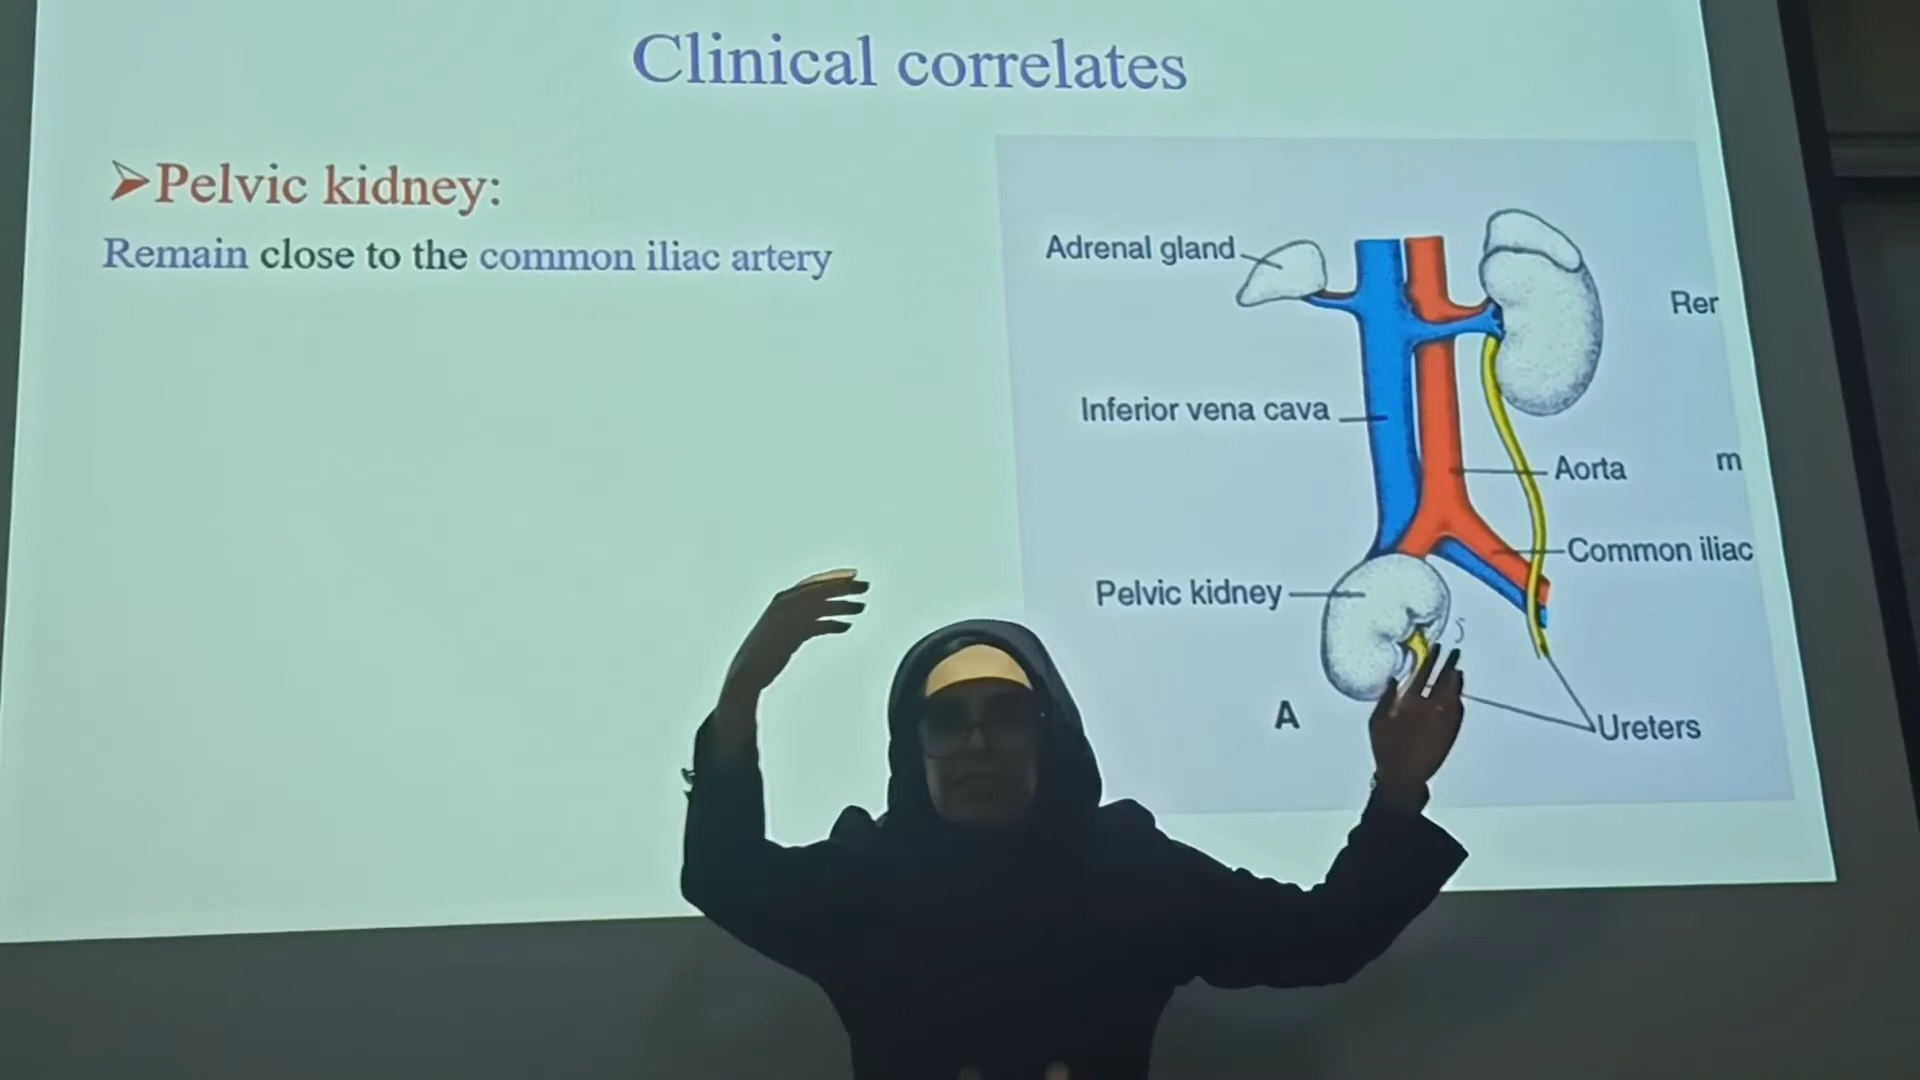 Clinical correlates
➢Pelvic kidney:
Remain close to the common iliac artery
Adrenal gland
Ren
Inferior vena cava
Aorta
m
Common iliac
Pelvic kidney
A
Ureters